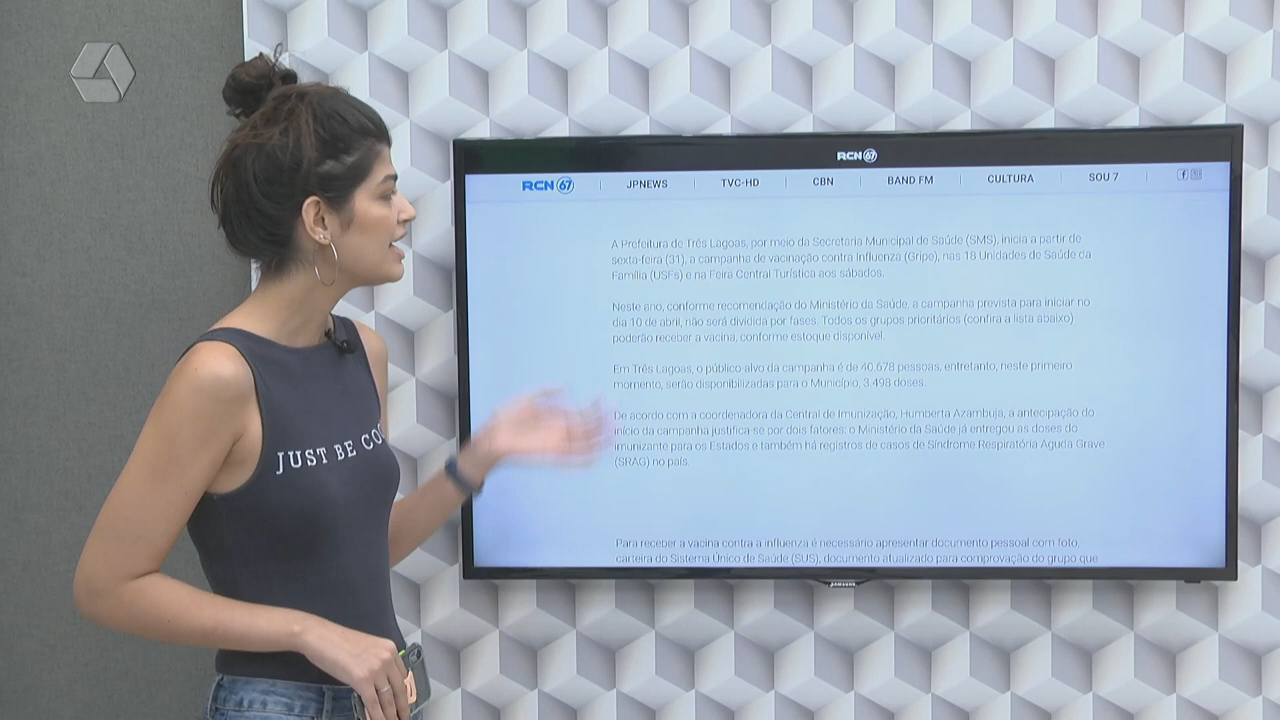 RCN 67
RCN 67 JPNEWS TVC-HD CBN BAND FM CULTURA SOU 7
A Prefeitura de Três Lagoas, por meio da Secretaria Municipal de Saúde (SMS), inicia a partir de
sexta-feira (31), a campanha de vacinação contra Influenza (Gripe), nas 18 Unidades de Saúde da
Família (USFs) e na Feira Central Turística aos sábados.
Neste ano, conforme recomendação do Ministério da Saúde, a campanha prevista para iniciar no
dia 10 de abril, não será dividida por fases. Todos os grupos prioritários (confira a lista abaixo)
poderão receber a vacina, conforme estoque disponível.
Em Três Lagoas, o público-alvo da campanha é de 40.678 pessoas, entretanto, neste primeiro
momento, serão disponibilizadas para o Município, 3.498 doses.
De acordo com a coordenadora da Central de Imunização, Humberta Azambuja, a antecipação do
início da campanha justifica-se por dois fatores: o Ministério da Saúde já entregou as doses do
imunizante para os Estados e também há registros de casos de Síndrome Respiratória Aguda Grave
(SRAG) no país.
Para receber a vacina contra a influenza é necessário apresentar documento pessoal com foto,
carteira do Sistema Único de Saúde (SUS), documento atualizado para comprovação do grupo que
SAMSUNG
JUST BE CO